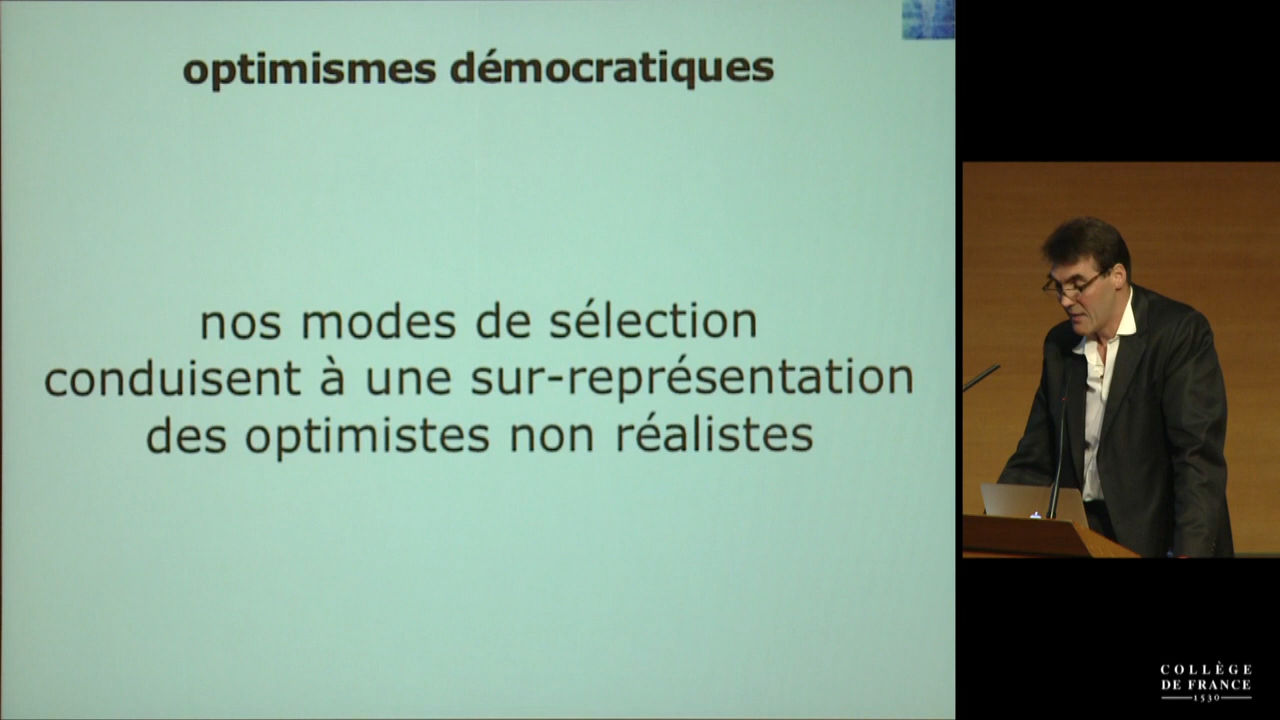 optimismes démocratiques
nos modes de sélection
conduisent à une sur-représentation
des optimistes non réalistes
COLLÈGE
DE FRANCE
1530